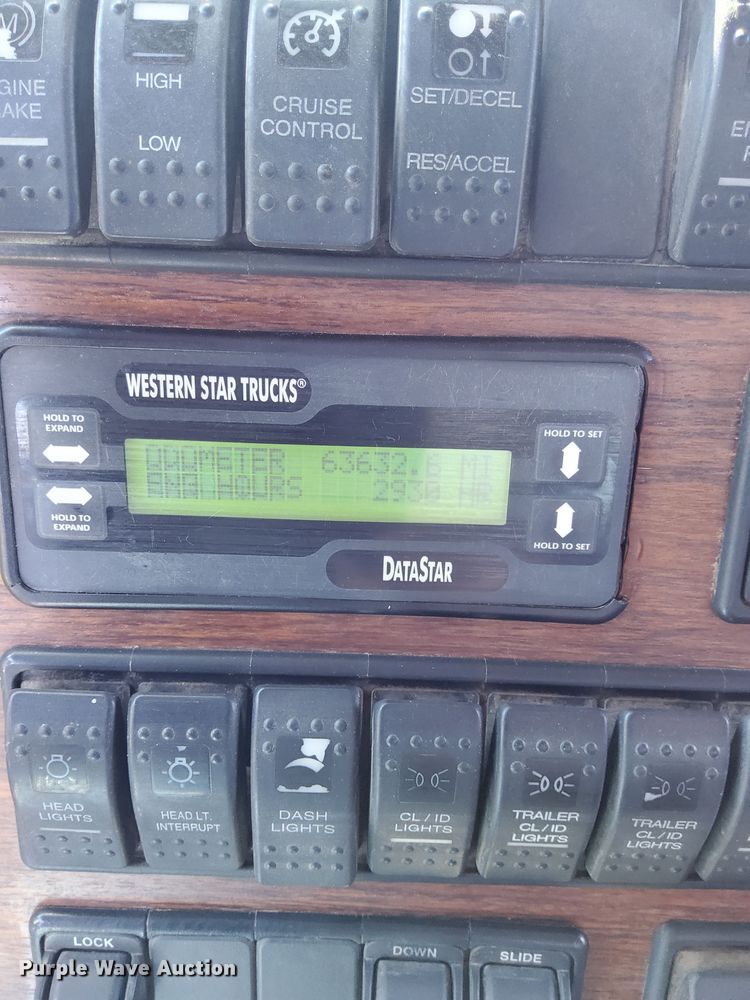 HIGH
LOW
CRUISE
CONTROL
SET/DECEL
RES/ACCEL
WESTERN STAR TRUCKS®
HOLD TO
EXPAND
HOLD TO
EXPAND
ODOMETER 63632.6 MI
ENG HOURS 2930 HR
HOLD TO SET
HOLD TO SET
DATASTAR
HEAD
LIGHTS
HEAD LT.
INTERRUPT
DASH
LIGHTS
CL / ID
LIGHTS
TRAILER
CL / ID
LIGHTS
TRAILER
CL / ID
LIGHTS
LOCK
DOWN
SLIDE
Purple Wave Auction